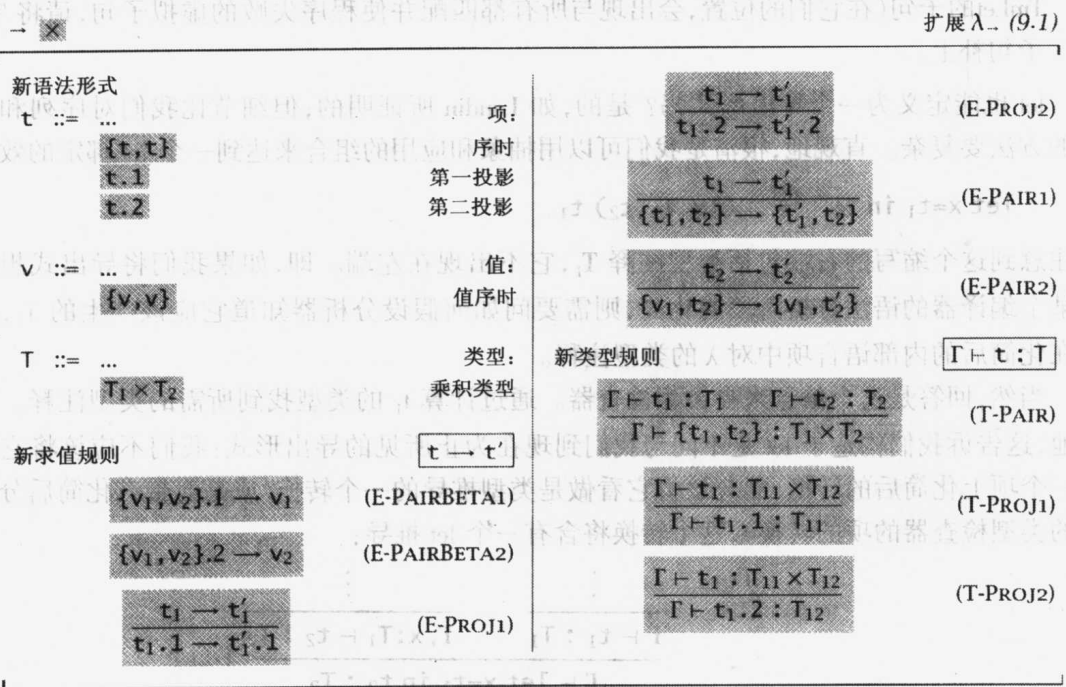 → ×
扩展 λ→ (9.1)
新语法形式
t ::= ... 项:
{t,t} 序时
t.1 第一投影
t.2 第二投影
v ::= ... 值:
{v,v} 值序时
T ::= ... 类型:
T₁×T₂ 乘积类型
新求值规则 t → t′
{v₁,v₂}.1 → v₁ (E-PAIRBETA1)
{v₁,v₂}.2 → v₂ (E-PAIRBETA2)
t₁ → t′₁
t₁.1 → t′₁.1 (E-PROJ1)
t₁ → t′₁
t₁.2 → t′₁.2 (E-PROJ2)
t₁ → t′₁
{t₁,t₂} → {t′₁,t₂} (E-PAIR1)
t₂ → t′₂
{v₁,t₂} → {v₁,t′₂} (E-PAIR2)
新类型规则 Γ ⊢ t : T
Γ ⊢ t₁ : T₁ Γ ⊢ t₂ : T₂
Γ ⊢ {t₁,t₂} : T₁×T₂ (T-PAIR)
Γ ⊢ t₁ : T₁₁×T₁₂
Γ ⊢ t₁.1 : T₁₁ (T-PROJ1)
Γ ⊢ t₁ : T₁₁×T₁₂
Γ ⊢ t₁.2 : T₁₂ (T-PROJ2)